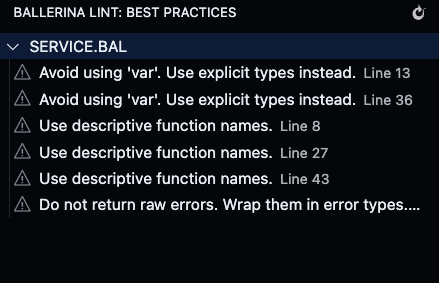 BALLERINA LINT: BEST PRACTICES
SERVICE.BAL
Avoid using 'var'. Use explicit types instead. Line 13
Avoid using 'var'. Use explicit types instead. Line 36
Use descriptive function names. Line 8
Use descriptive function names. Line 27
Use descriptive function names. Line 43
Do not return raw errors. Wrap them in error types....